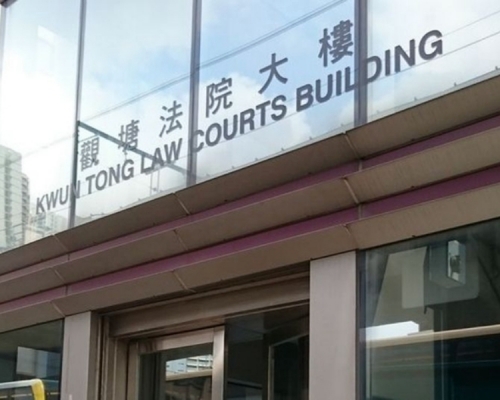 觀塘法院大樓
KWUN TONG LAW COURTS BUILDING